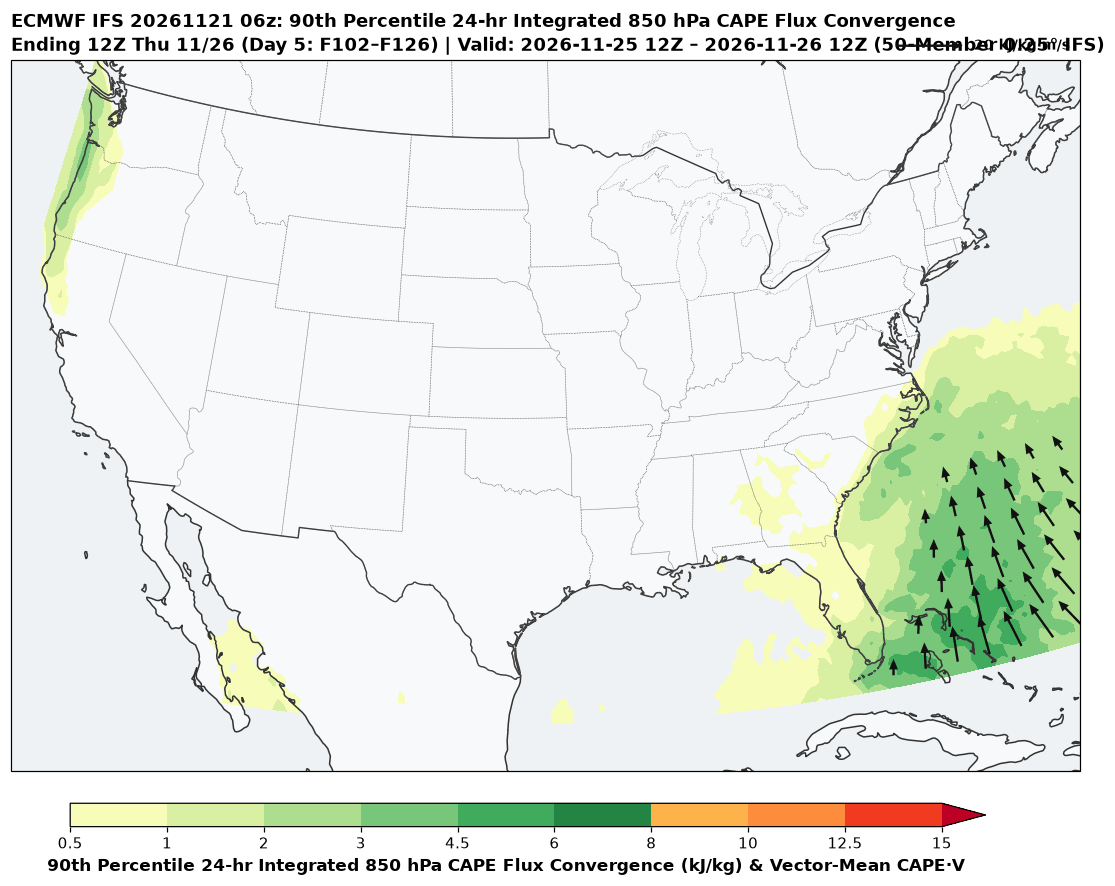 ECMWF IFS 20261121 06z: 90th Percentile 24-hr Integrated 850 hPa CAPE Flux Convergence
Ending 12Z Thu 11/26 (Day 5: F102–F126) | Valid: 2026-11-25 12Z – 2026-11-26 12Z (50-Member 0.25° IFS)
0.5 1 2 3 4.5 6 8 10 12.5 15
90th Percentile 24-hr Integrated 850 hPa CAPE Flux Convergence (kJ/kg) & Vector-Mean CAPE·V